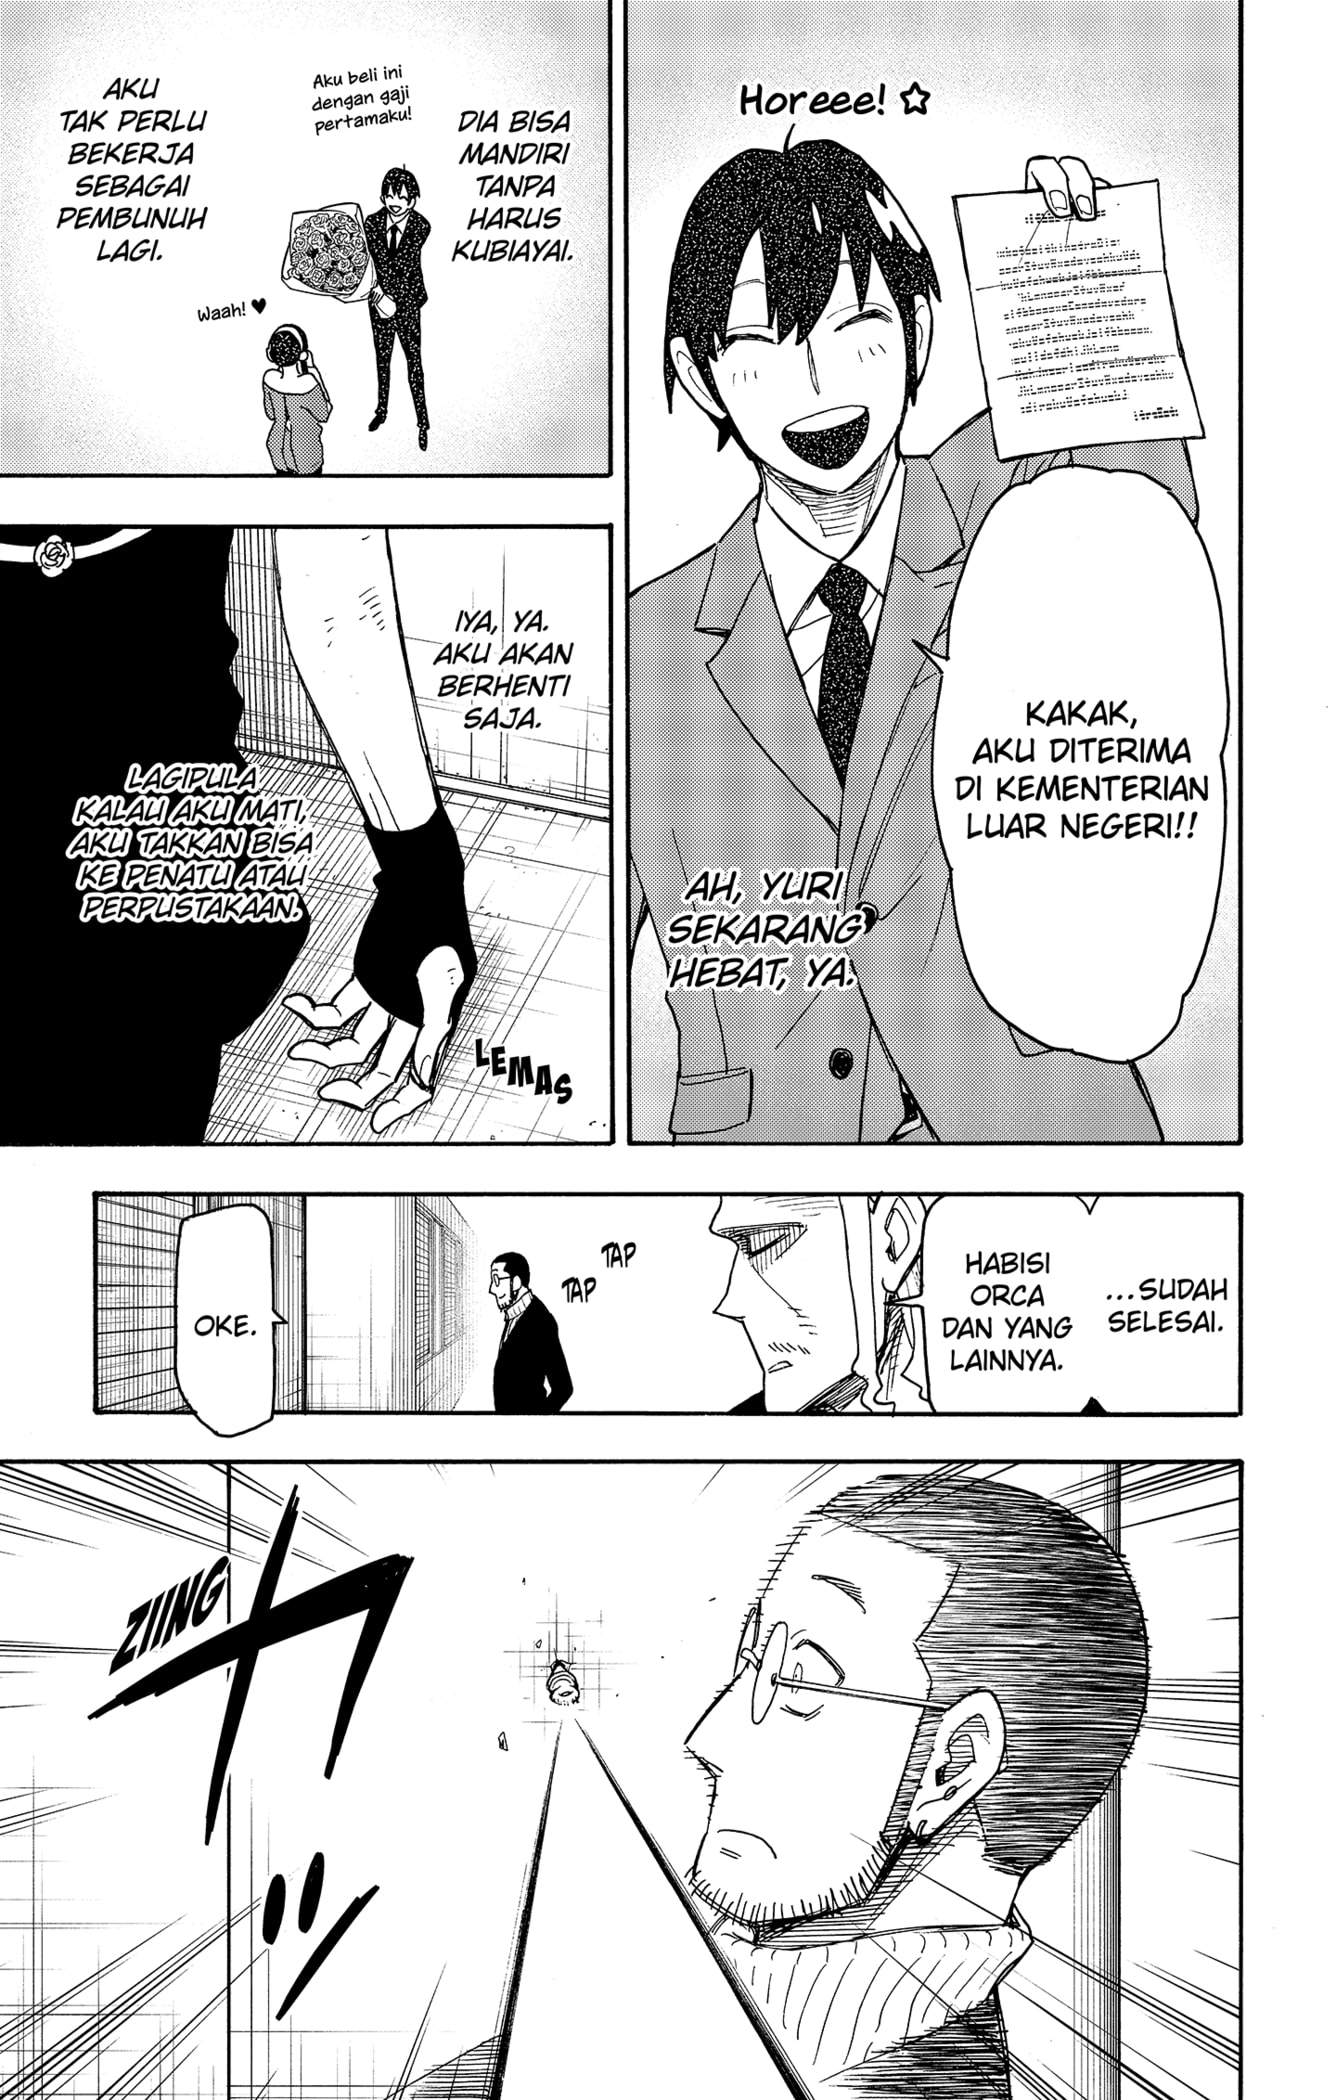 Horeee! ☆
KAKAK,
AKU DITERIMA
DI KEMENTERIAN
LUAR NEGERI!!
AH, YURI
SEKARANG
HEBAT, YA.
DIA BISA
MANDIRI
TANPA
HARUS
KUBIAYAI.
Aku beli ini
dengan gaji
pertamaku!
Waah! ♥
AKU
TAK PERLU
BEKERJA
SEBAGAI
PEMBUNUH
LAGI.
IYA, YA.
AKU AKAN
BERHENTI
SAJA.
LAGIPULA
KALAU AKU MATI,
AKU TAKKAN BISA
KE PENATU ATAU
PERPUSTAKAAN.
LEMAS
...SUDAH
SELESAI.
HABISI
ORCA
DAN YANG
LAINNYA.
TAP
TAP
OKE.
ZIING
カッ